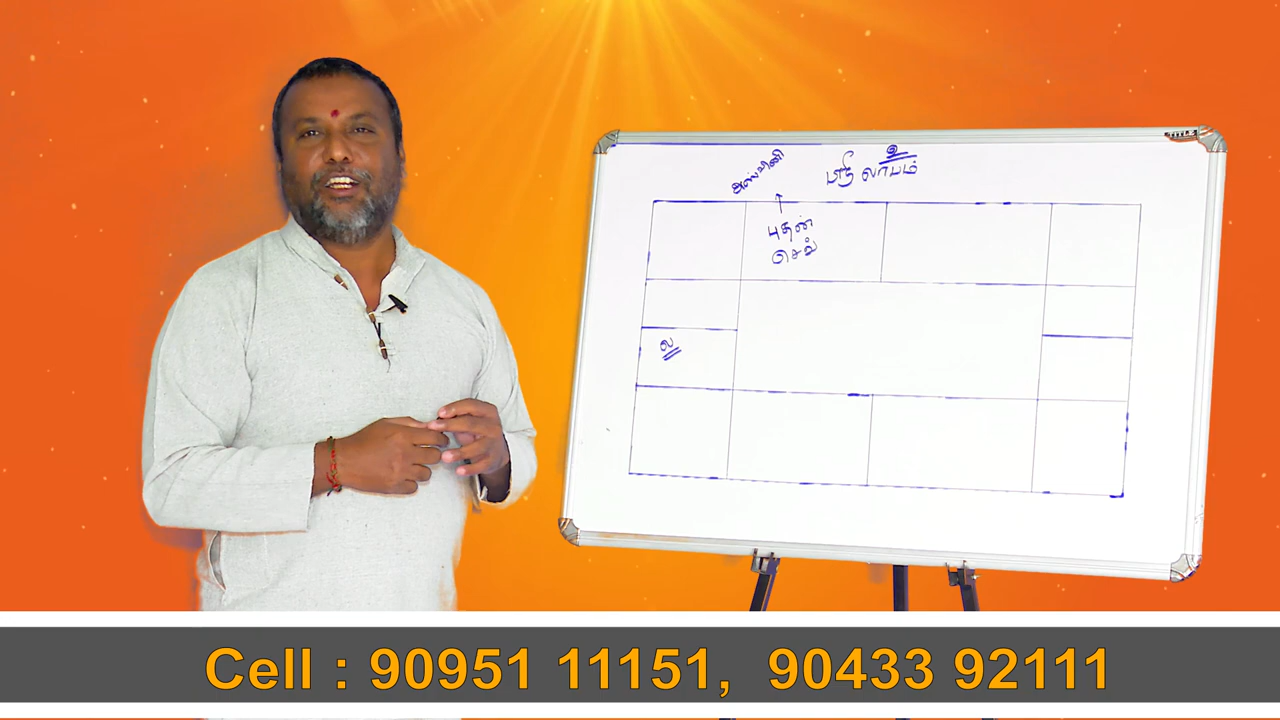 உ
ஸ்ரீ லாபம்
அஸ்வினி
புதன்
செவ்
ல
Cell : 90951 11151, 90433 92111